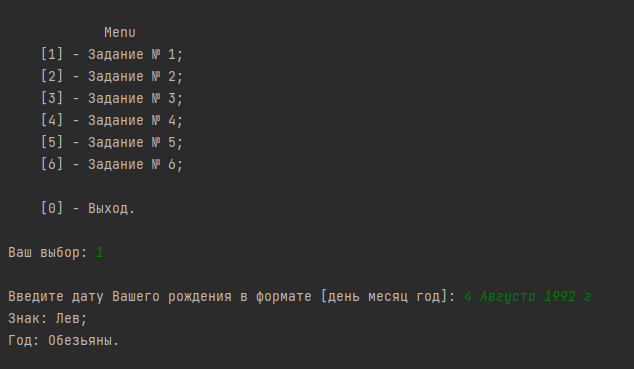 Menu
[1] - Задание № 1;
[2] - Задание № 2;
[3] - Задание № 3;
[4] - Задание № 4;
[5] - Задание № 5;
[6] - Задание № 6;
[0] - Выход.
Ваш выбор: 1
Введите дату Вашего рождения в формате [день месяц год]: 4 Августа 1992 г
Знак: Лев;
Год: Обезьяны.